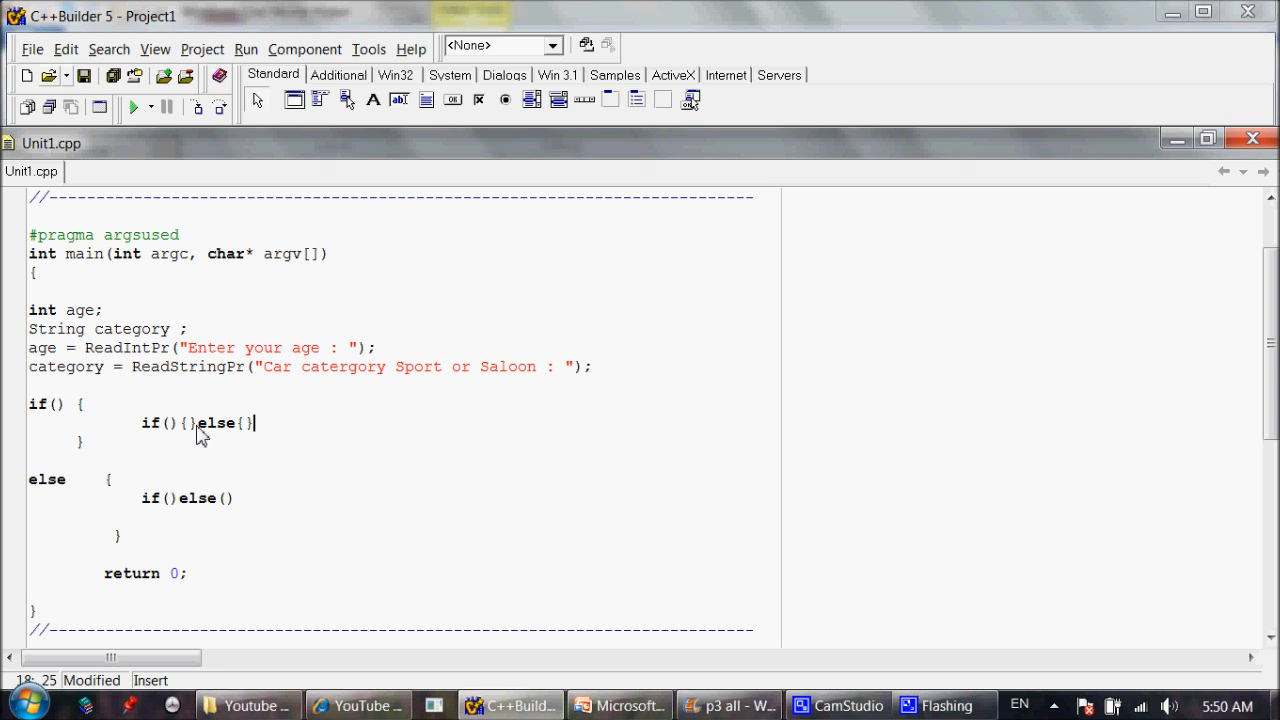 C++Builder 5 - Project1
File Edit Search View Project Run Component Tools Help
<None>
Standard Additional Win32 System Dialogs Win 3.1 Samples ActiveX Internet Servers
Unit1.cpp
Unit1.cpp
//---------------------------------------------------------------------------
#pragma argsused
int main(int argc, char* argv[])
{
int age;
String category ;
age = ReadIntPr("Enter your age : ");
category = ReadStringPr("Car catergory Sport or Saloon : ");
if() {
if(){}else{}
}
else {
if()else()
}
return 0;
}
//---------------------------------------------------------------------------
18: 25 Modified Insert
Youtube ... YouTube ... C++Build... Microsoft... p3 all - W... CamStudio Flashing EN 5:50 AM